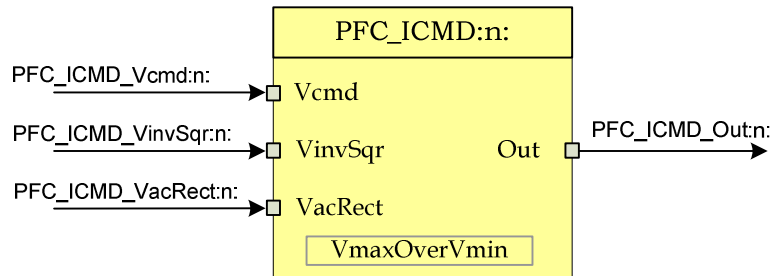 PFC_ICMD:n:
PFC_ICMD_Vcmd:n:
Vcmd
PFC_ICMD_VinvSqr:n:
VinvSqr
Out
PFC_ICMD_Out:n:
PFC_ICMD_VacRect:n:
VacRect
VmaxOverVmin